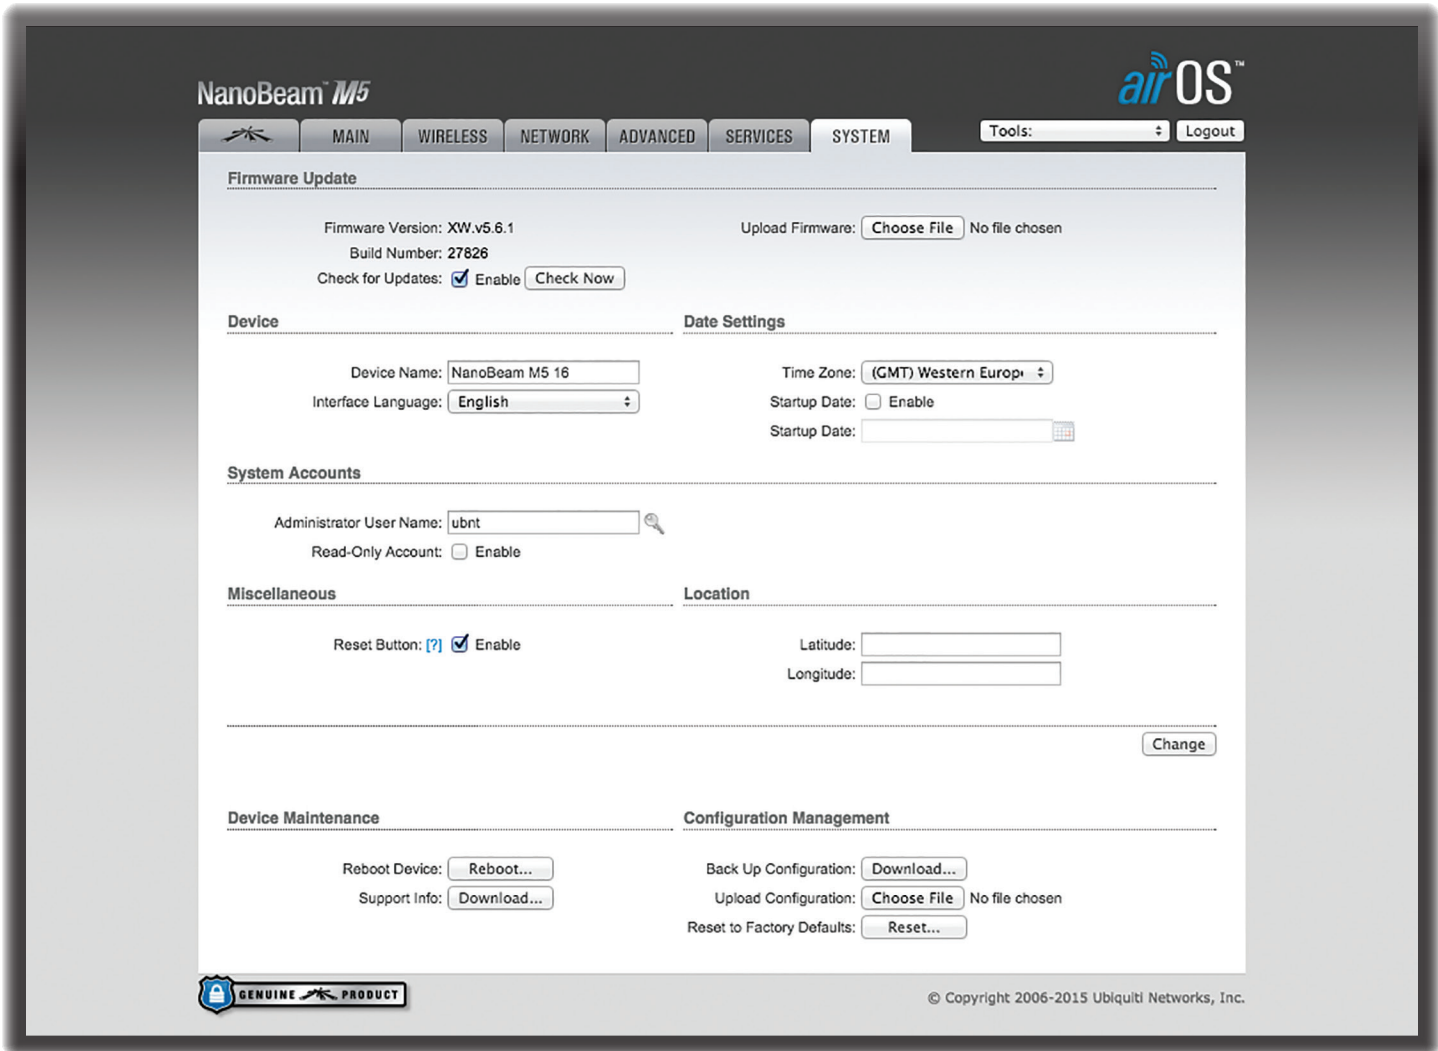 NanoBeam™ M5
airOS™
MAIN
WIRELESS
NETWORK
ADVANCED
SERVICES
SYSTEM
Tools:
Logout
Firmware Update
Firmware Version: XW.v5.6.1
Upload Firmware: Choose File No file chosen
Build Number: 27826
Check for Updates: Enable Check Now
Device
Date Settings
Device Name: NanoBeam M5 16
Time Zone: (GMT) Western Europ
Interface Language: English
Startup Date: Enable
Startup Date:
System Accounts
Administrator User Name: ubnt
Read-Only Account: Enable
Miscellaneous
Location
Reset Button: [?] Enable
Latitude:
Longitude:
Change
Device Maintenance
Configuration Management
Reboot Device: Reboot...
Back Up Configuration: Download...
Support Info: Download...
Upload Configuration: Choose File No file chosen
Reset to Factory Defaults: Reset...
GENUINE PRODUCT
© Copyright 2006-2015 Ubiquiti Networks, Inc.